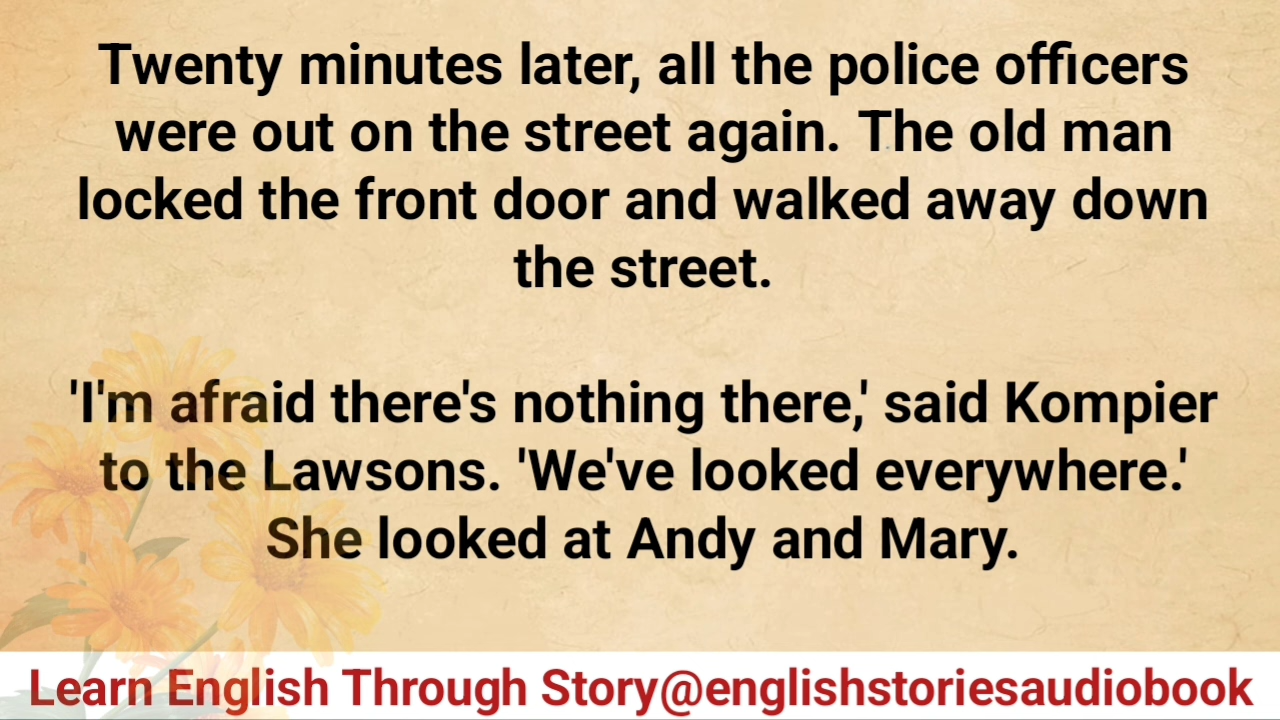 Twenty minutes later, all the police officers
were out on the street again. The old man
locked the front door and walked away down
the street.
'I'm afraid there's nothing there,' said Kompier
to the Lawsons. 'We've looked everywhere.'
She looked at Andy and Mary.
Learn English Through Story@englishstoriesaudiobook